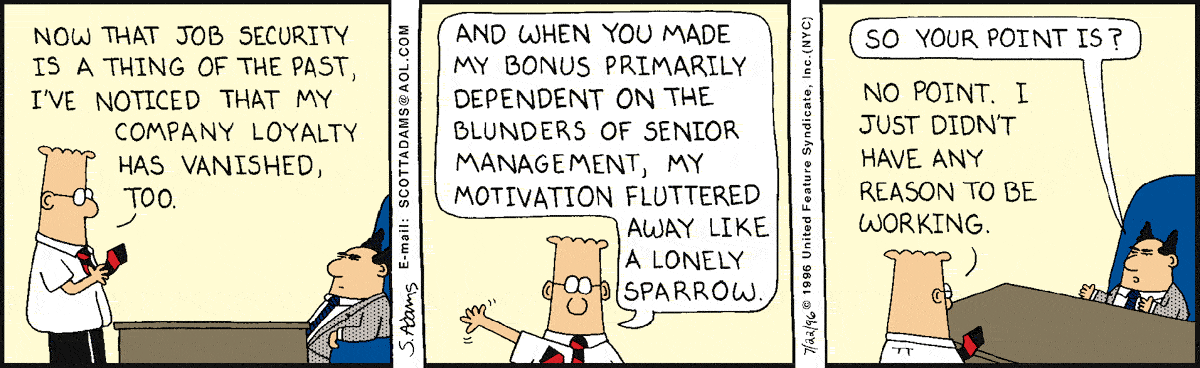 NOW THAT JOB SECURITY
IS A THING OF THE PAST,
I'VE NOTICED THAT MY
COMPANY LOYALTY
HAS VANISHED,
TOO.
S.Adams
E-mail: SCOTTADAMS@AOL.COM
AND WHEN YOU MADE
MY BONUS PRIMARILY
DEPENDENT ON THE
BLUNDERS OF SENIOR
MANAGEMENT, MY
MOTIVATION FLUTTERED
AWAY LIKE
A LONELY
SPARROW.
7/22/96 © 1996 United Feature Syndicate, Inc.(NYC)
SO YOUR POINT IS?
NO POINT. I
JUST DIDN'T
HAVE ANY
REASON TO BE
WORKING.